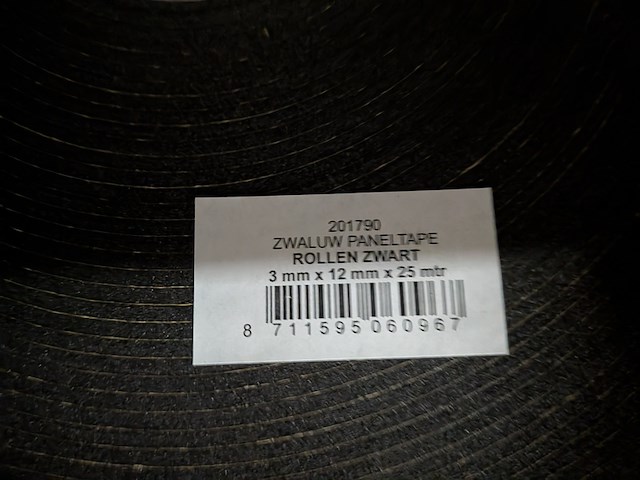 201790
ZWALUW PANELTAPE
ROLLEN ZWART
3 mm x 12 mm x 25 mtr
8 711595 060967